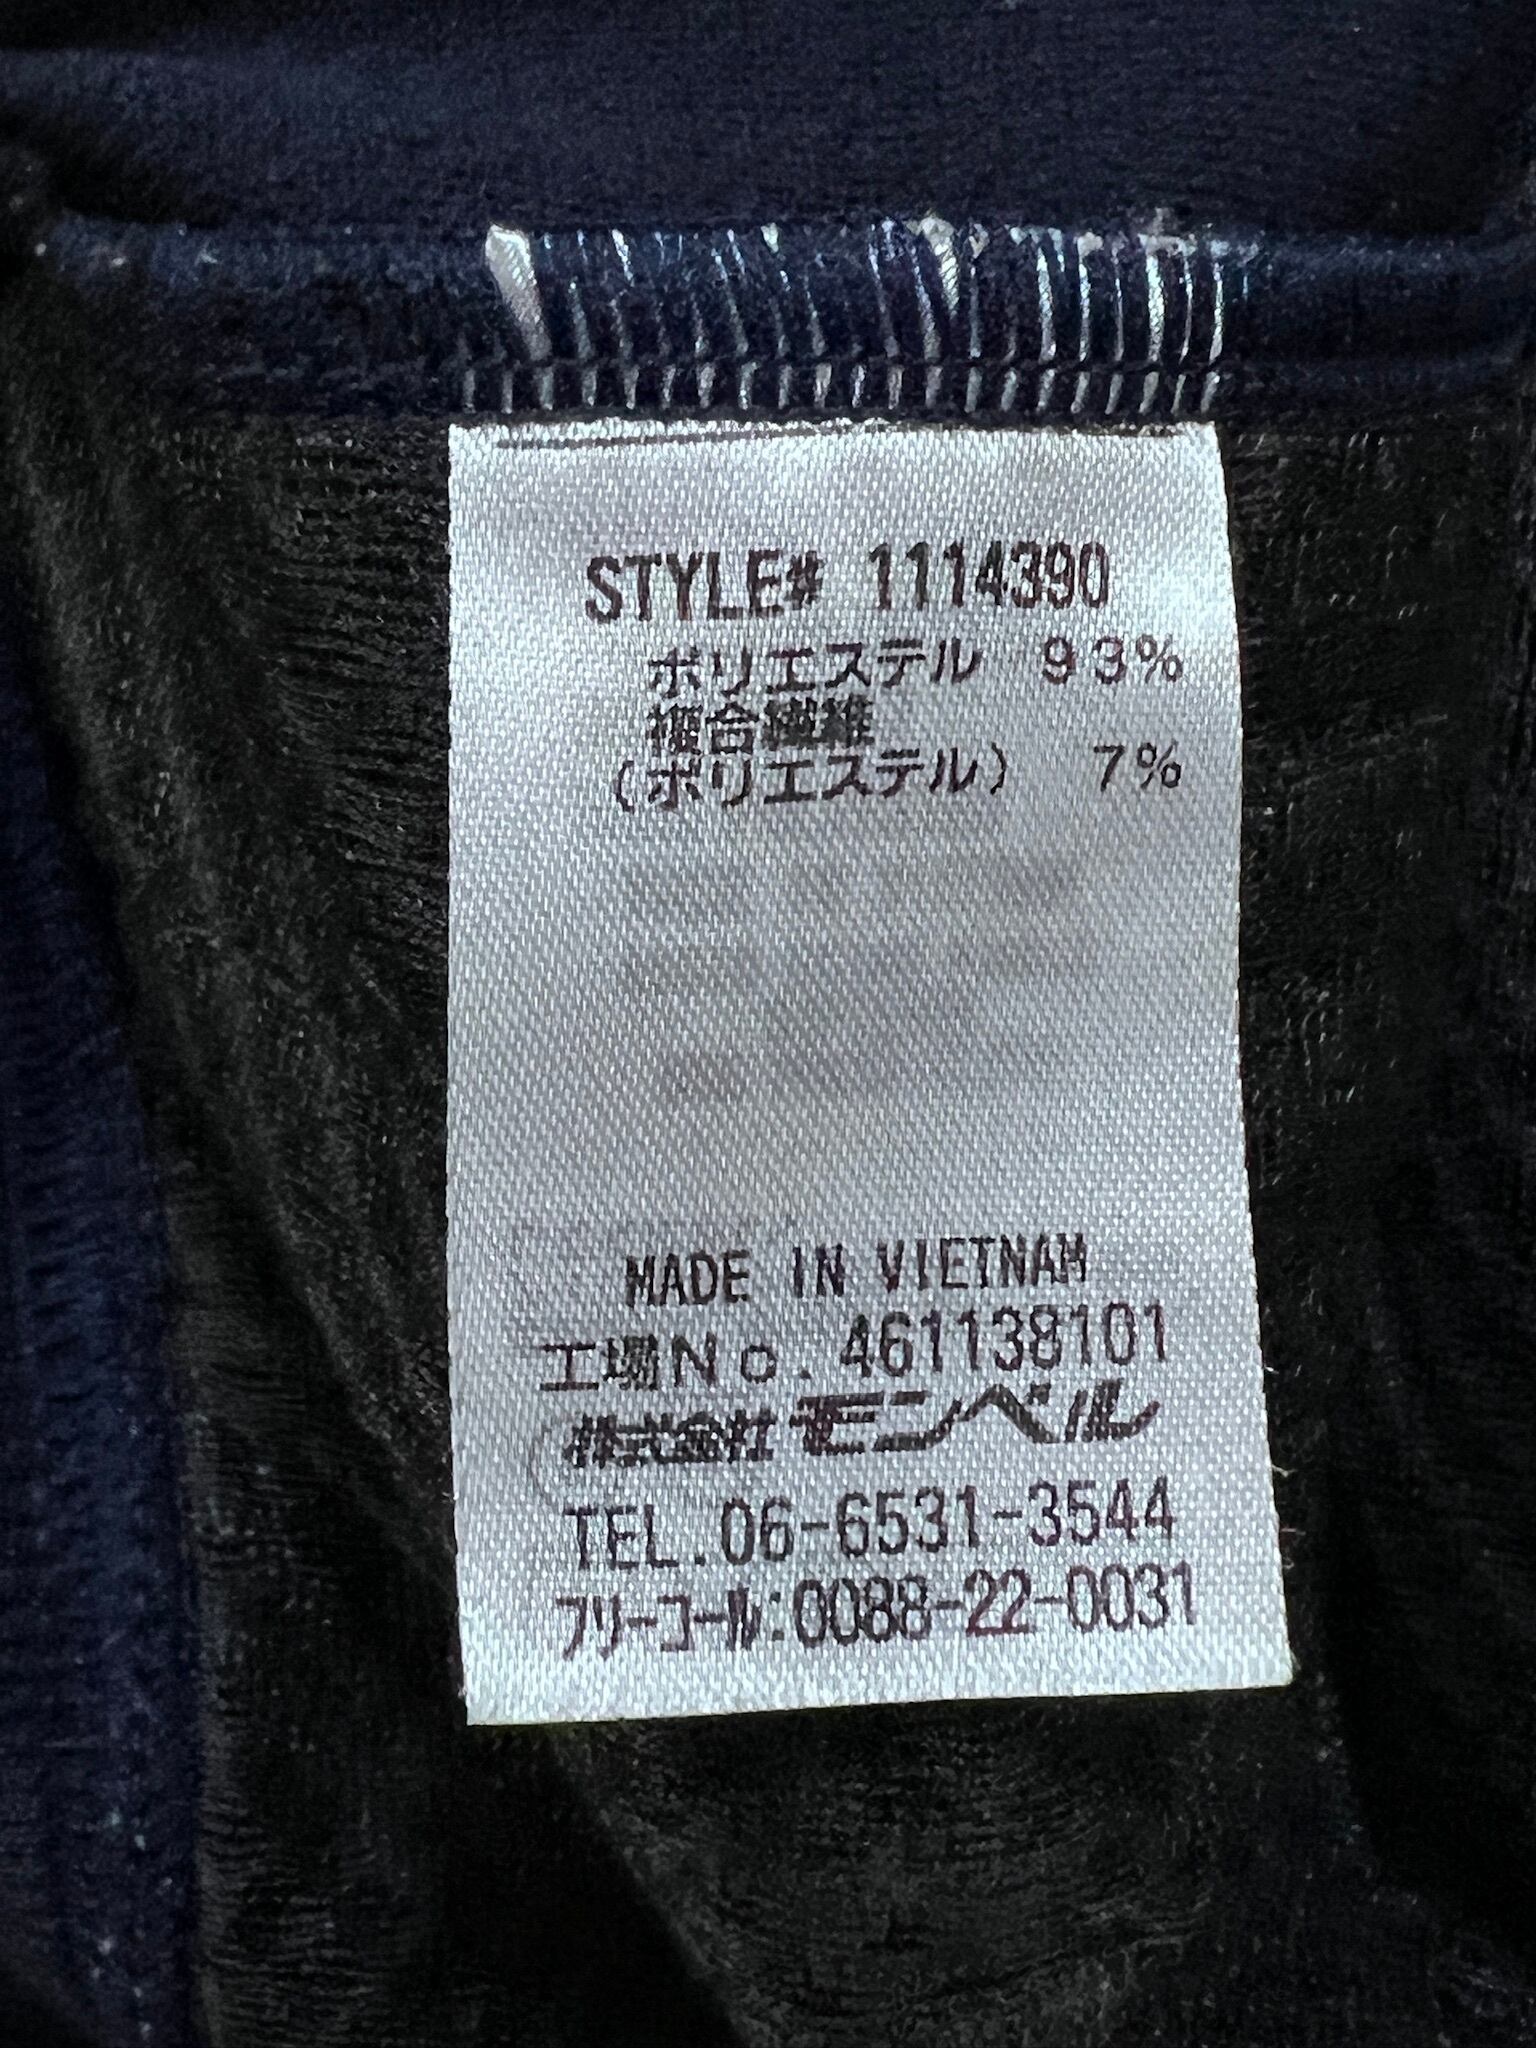 STYLE# 1114390
ポリエステル 93%
複合繊維
(ポリエステル) 7%
MADE IN VIETNAM
工場No. 461138101
株式会社モンベル
TEL.06-6531-3544
フリーコール:0088-22-0031